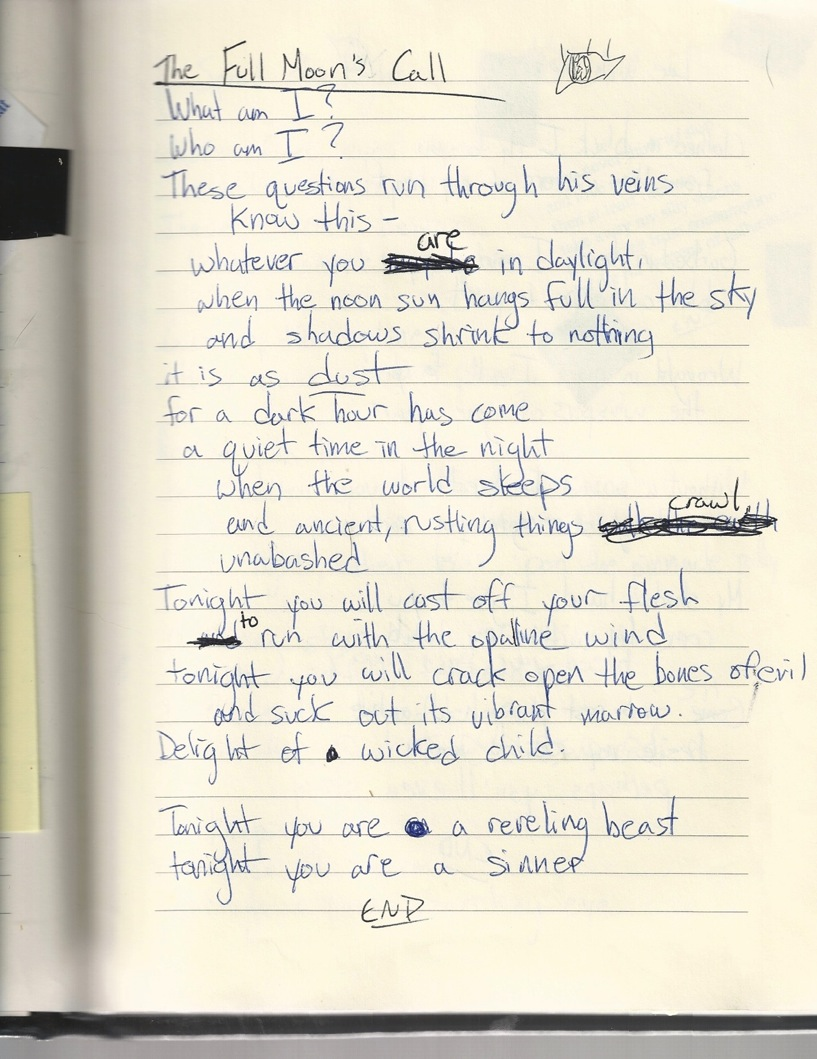 The Full Moon's Call
What am I?
Who am I?
These questions run through his veins
Know this –
whatever you are in daylight,
when the noon sun hangs full in the sky
and shadows shrink to nothing
it is as dust
for a dark hour has come
a quiet time in the night
when the world sleeps
and ancient, rustling things crawl,
unabashed
Tonight you will cast off your flesh
to run with the opaline wind
tonight you will crack open the bones of evil
and suck out its vibrant marrow.
Delight of wicked child.
Tonight you are a reveling beast
tonight you are a sinner
END